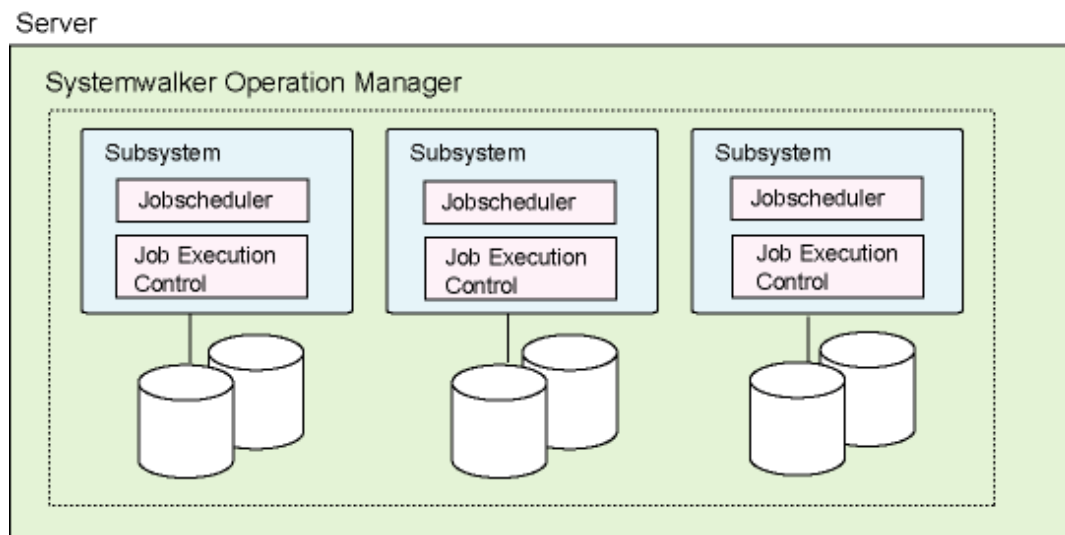 Server
Systemwalker Operation Manager
Subsystem
Jobscheduler
Job Execution
Control
Subsystem
Jobscheduler
Job Execution
Control
Subsystem
Jobscheduler
Job Execution
Control